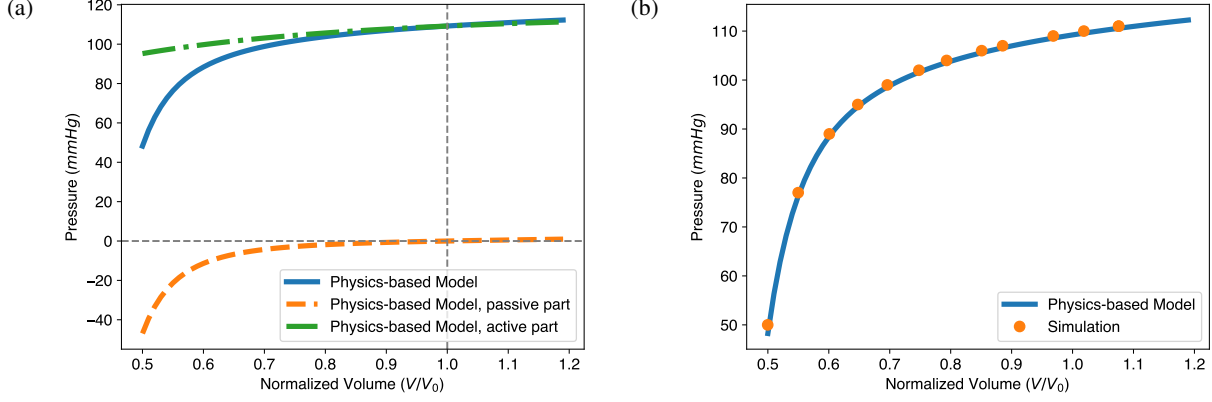 (a)
120
100
80
60
40
20
0
−20
−40
Pressure (mmHg)
Physics-based Model
Physics-based Model, passive part
Physics-based Model, active part
0.5 0.6 0.7 0.8 0.9 1.0 1.1 1.2
Normalized Volume (V/V₀)
(b)
110
100
90
80
70
60
50
Pressure (mmHg)
Physics-based Model
Simulation
0.5 0.6 0.7 0.8 0.9 1.0 1.1 1.2
Normalized Volume (V/V₀)